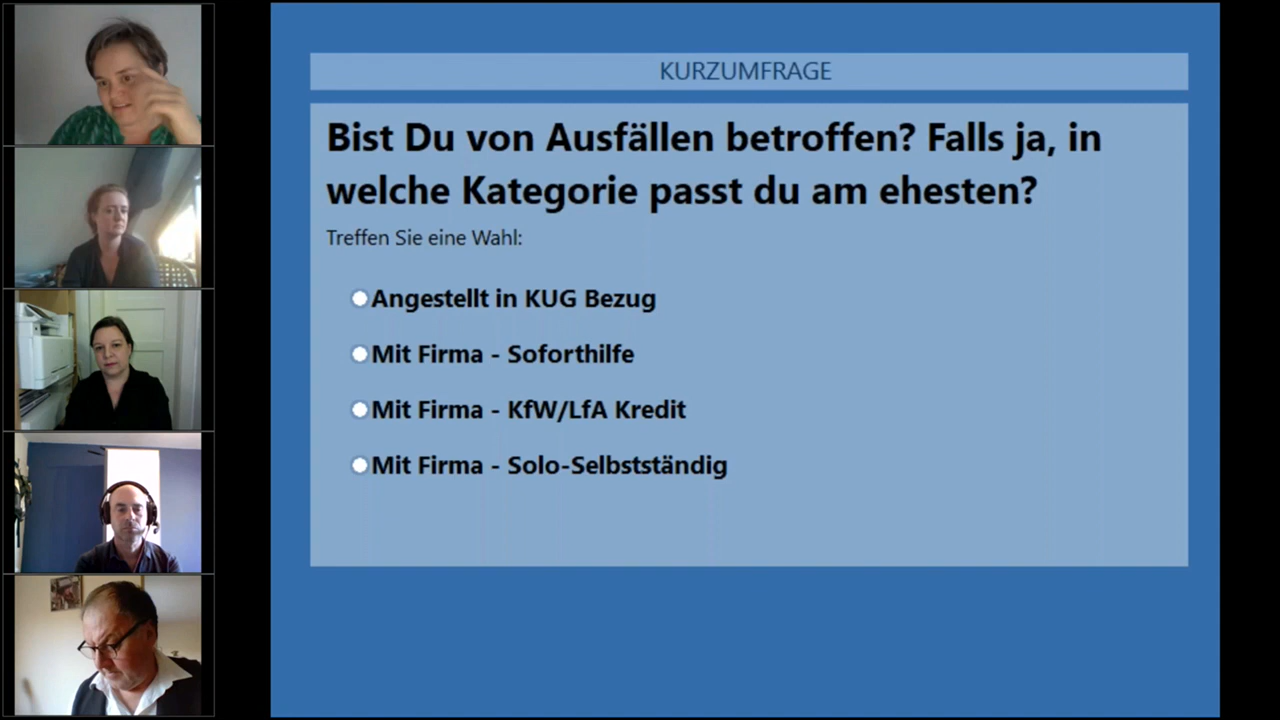 KURZUMFRAGE
Bist Du von Ausfällen betroffen? Falls ja, in
welche Kategorie passt du am ehesten?
Treffen Sie eine Wahl:
Angestellt in KUG Bezug
Mit Firma - Soforthilfe
Mit Firma - KfW/LfA Kredit
Mit Firma - Solo-Selbstständig